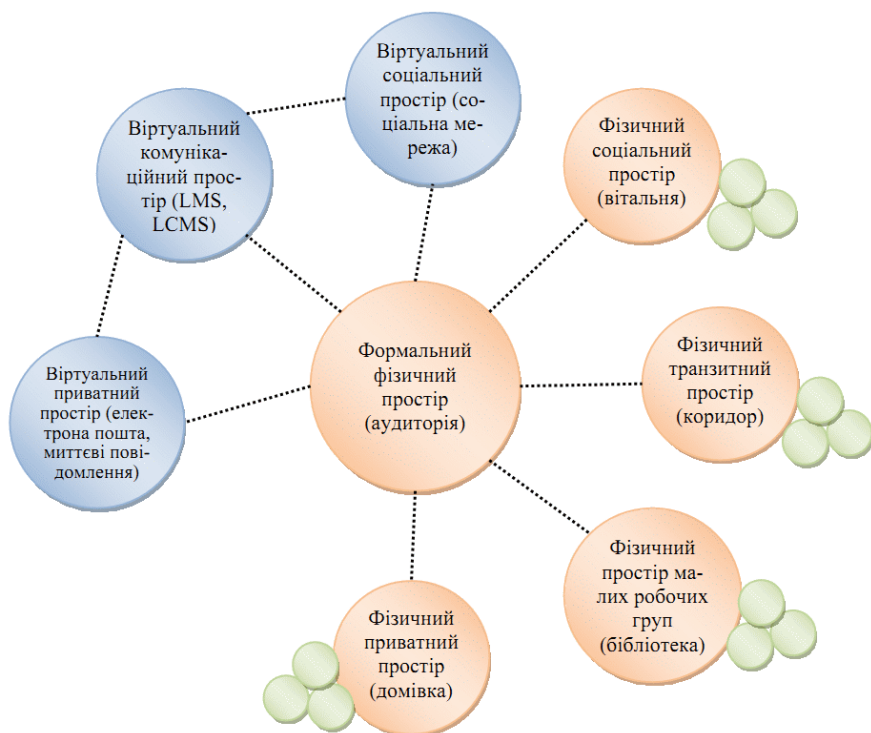 Віртуальний
соціальний
простір (со-
ціальна ме-
режа)
Віртуальний
комуніка-
ційний прос-
тір (LMS,
LCMS)
Фізичний
соціальний
простір
(вітальня)
Формальний
фізичний
простір
(аудиторія)
Фізичний
транзитний
простір
(коридор)
Віртуальний
приватний
простір (елек-
трона пошта,
миттєві пові-
домлення)
Фізичний
простір ма-
лих робочих
груп
(бібліотека)
Фізичний
приватний
простір
(домівка)